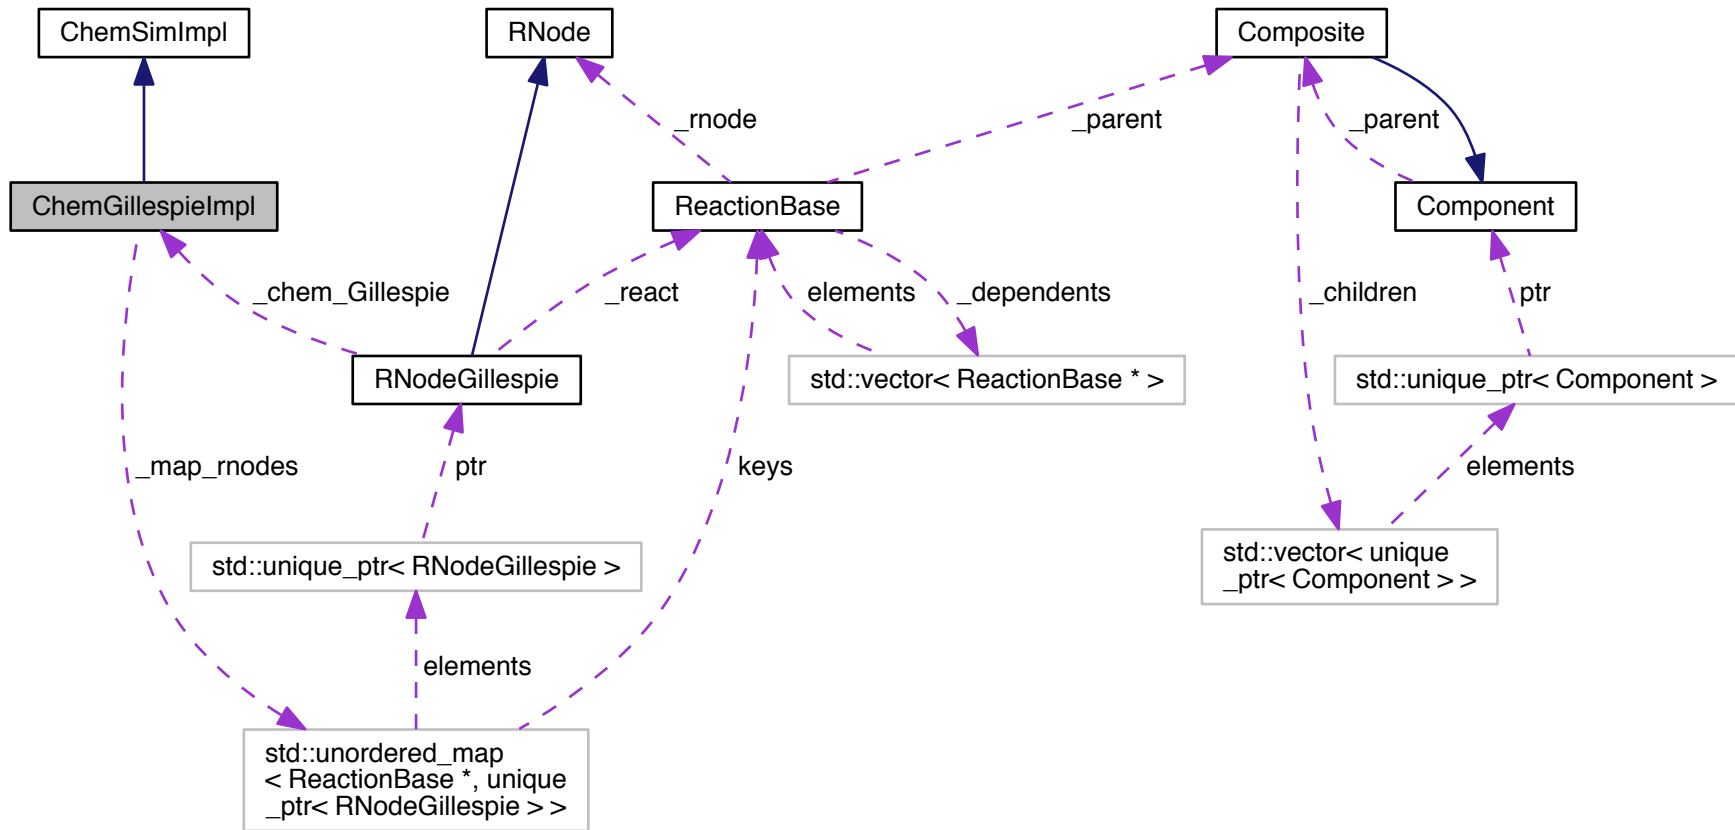 ChemSimImpl
RNode
Composite
_rnode
_parent
_parent
ChemGillespieImpl
ReactionBase
Component
_chem_Gillespie
_react
elements
_dependents
_children
ptr
RNodeGillespie
std::vector< ReactionBase * >
std::unique_ptr< Component >
_map_rnodes
ptr
keys
elements
std::unique_ptr< RNodeGillespie >
std::vector< unique
_ptr< Component > >
elements
std::unordered_map
< ReactionBase *, unique
_ptr< RNodeGillespie > >